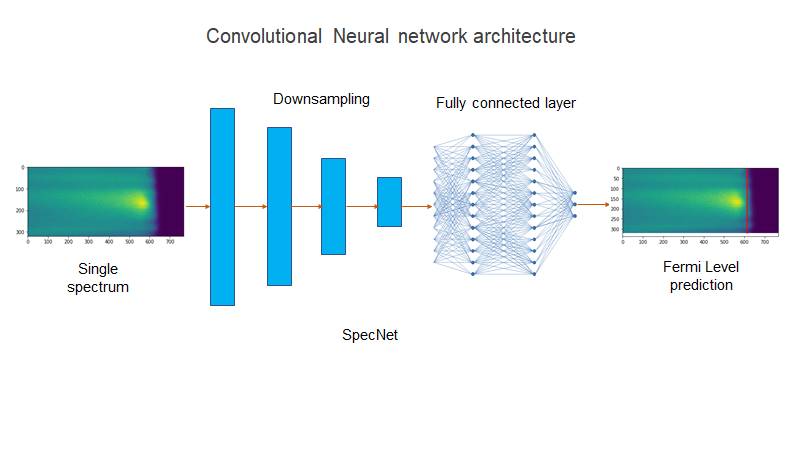 Convolutional Neural network architecture
Downsampling
Fully connected layer
0
100
200
300
0 100 200 300 400 500 600 700
Single
spectrum
0
50
100
150
200
250
300
0 100 200 300 400 500 600 700
Fermi Level
prediction
SpecNet